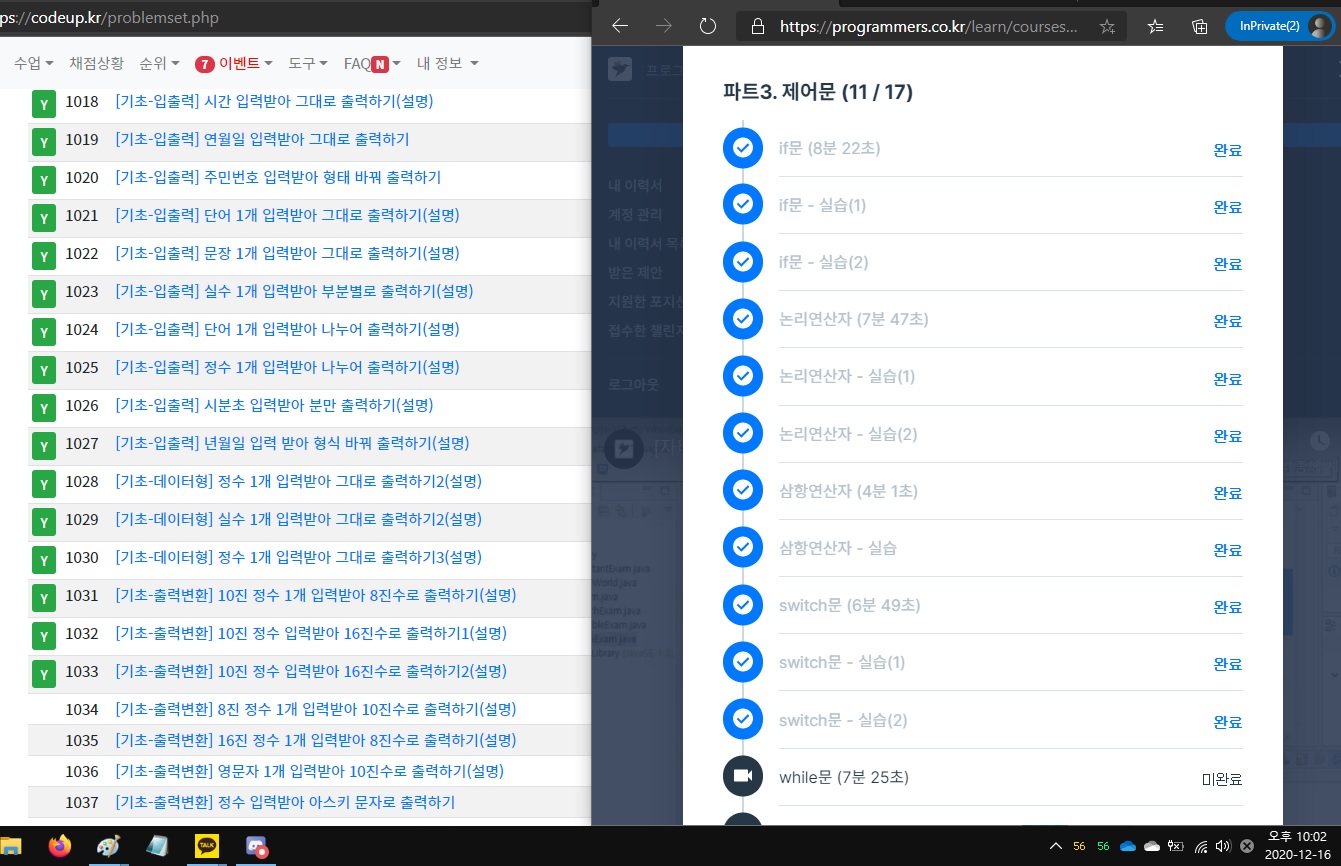 ps://codeup.kr/problemset.php
수업 채점상황 순위 7 이벤트 도구 FAQ N 내 정보
Y 1018 [기초-입출력] 시간 입력받아 그대로 출력하기(설명)
Y 1019 [기초-입출력] 연월일 입력받아 그대로 출력하기
Y 1020 [기초-입출력] 주민번호 입력받아 형태 바꿔 출력하기
Y 1021 [기초-입출력] 단어 1개 입력받아 그대로 출력하기(설명)
Y 1022 [기초-입출력] 문장 1개 입력받아 그대로 출력하기(설명)
Y 1023 [기초-입출력] 실수 1개 입력받아 부분별로 출력하기(설명)
Y 1024 [기초-입출력] 단어 1개 입력받아 나누어 출력하기(설명)
Y 1025 [기초-입출력] 정수 1개 입력받아 나누어 출력하기(설명)
Y 1026 [기초-입출력] 시분초 입력받아 분만 출력하기(설명)
Y 1027 [기초-입출력] 년월일 입력 받아 형식 바꿔 출력하기(설명)
Y 1028 [기초-데이터형] 정수 1개 입력받아 그대로 출력하기2(설명)
Y 1029 [기초-데이터형] 실수 1개 입력받아 그대로 출력하기2(설명)
Y 1030 [기초-데이터형] 정수 1개 입력받아 그대로 출력하기3(설명)
Y 1031 [기초-출력변환] 10진 정수 1개 입력받아 8진수로 출력하기(설명)
Y 1032 [기초-출력변환] 10진 정수 입력받아 16진수로 출력하기1(설명)
Y 1033 [기초-출력변환] 10진 정수 입력받아 16진수로 출력하기2(설명)
1034 [기초-출력변환] 8진 정수 1개 입력받아 10진수로 출력하기(설명)
1035 [기초-출력변환] 16진 정수 1개 입력받아 8진수로 출력하기(설명)
1036 [기초-출력변환] 영문자 1개 입력받아 10진수로 출력하기(설명)
1037 [기초-출력변환] 정수 입력받아 아스키 문자로 출력하기
https://programmers.co.kr/learn/courses...
InPrivate(2)
프로그
내 이력서
계정 관리
내 이력서 목
받은 제안
지원한 포지션
접수한 챌린지
로그아웃
파트3. 제어문 (11 / 17)
if문 (8분 22초) 완료
if문 - 실습(1) 완료
if문 - 실습(2) 완료
논리연산자 (7분 47초) 완료
논리연산자 - 실습(1) 완료
논리연산자 - 실습(2) 완료
삼항연산자 (4분 1초) 완료
삼항연산자 - 실습 완료
switch문 (6분 49초) 완료
switch문 - 실습(1) 완료
switch문 - 실습(2) 완료
while문 (7분 25초) 미완료
TALK
56 56
오후 10:02
2020-12-16